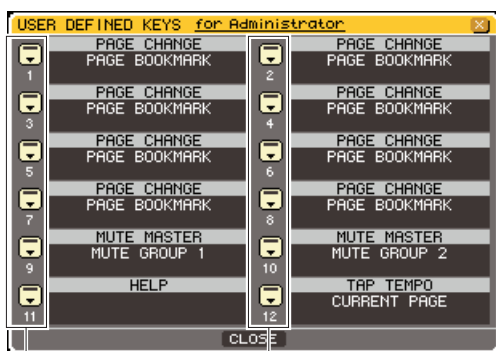 USER DEFINED KEYS for Administrator
PAGE CHANGE
PAGE BOOKMARK
1
PAGE CHANGE
PAGE BOOKMARK
2
PAGE CHANGE
PAGE BOOKMARK
3
PAGE CHANGE
PAGE BOOKMARK
4
PAGE CHANGE
PAGE BOOKMARK
5
PAGE CHANGE
PAGE BOOKMARK
6
PAGE CHANGE
PAGE BOOKMARK
7
PAGE CHANGE
PAGE BOOKMARK
8
MUTE MASTER
MUTE GROUP 1
9
MUTE MASTER
MUTE GROUP 2
10
HELP
11
TAP TEMPO
CURRENT PAGE
12
CLOSE